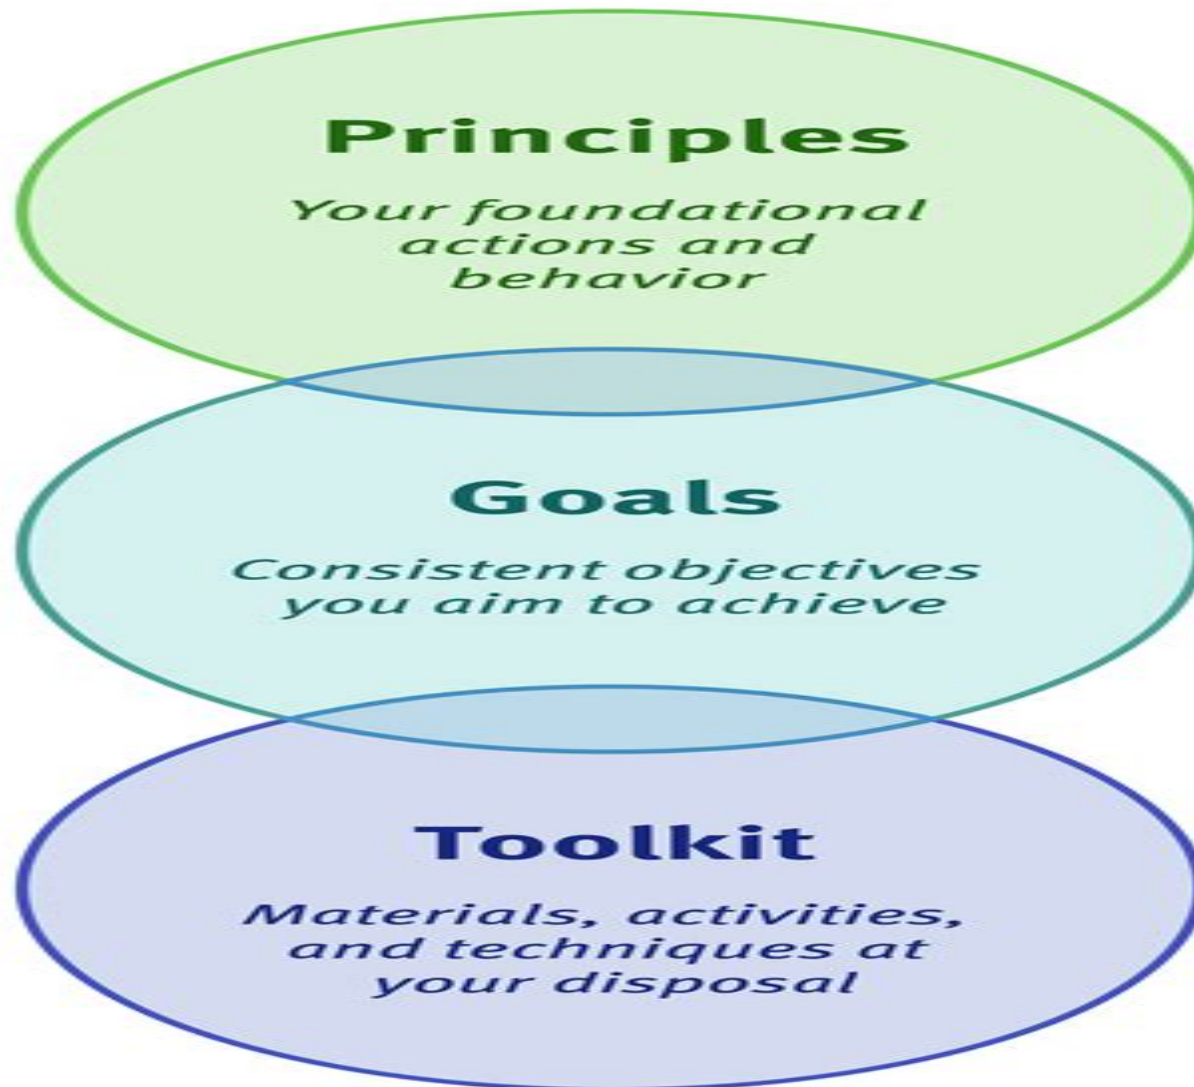 Principles
Your foundational
actions and
behavior
Goals
Consistent objectives
you aim to achieve
Toolkit
Materials, activities,
and techniques at
your disposal